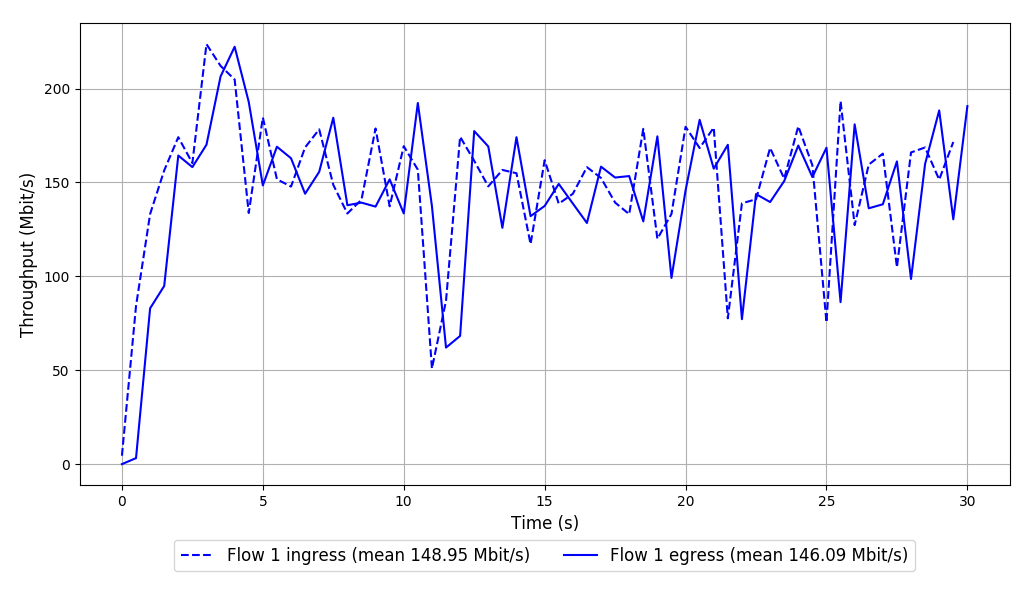 200
150
100
50
0
Throughput (Mbit/s)
0 5 10 15 20 25 30
Time (s)
Flow 1 ingress (mean 148.95 Mbit/s) Flow 1 egress (mean 146.09 Mbit/s)